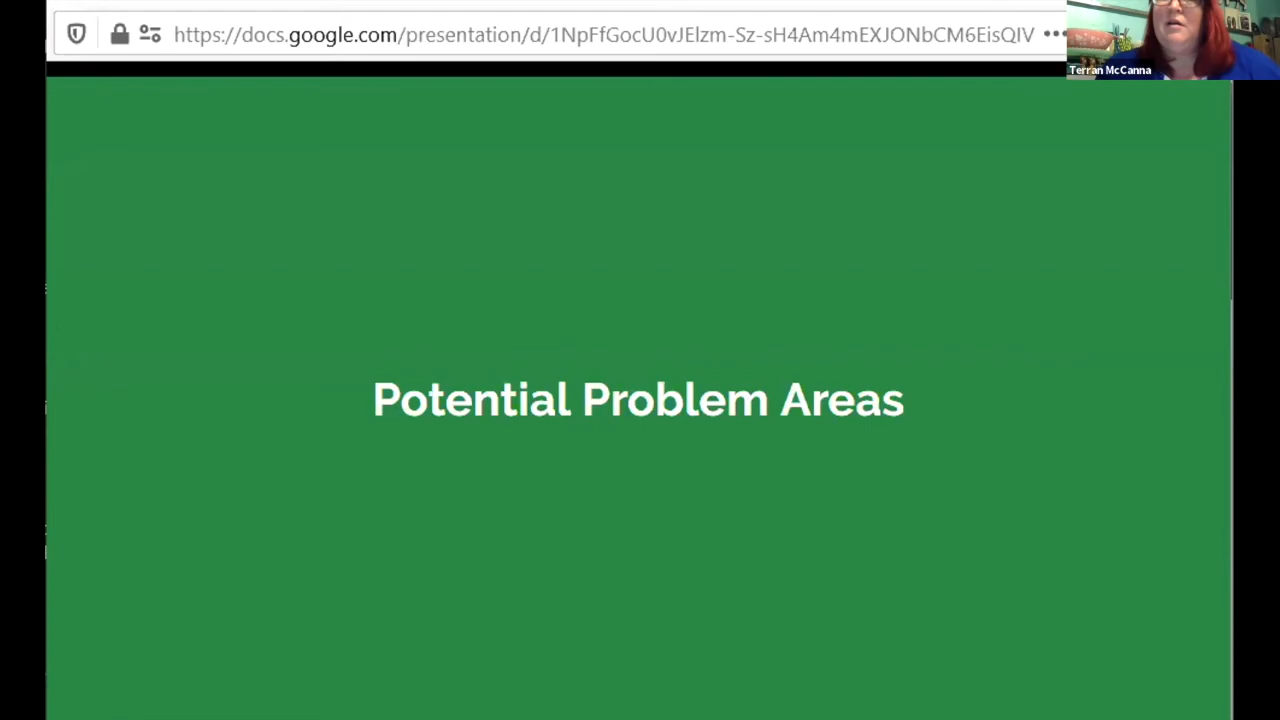 https://docs.google.com/presentation/d/1NpFfGocU0vJElzm-Sz-sH4Am4mEXJONbCM6EisQIV •••
Terran McCanna
Potential Problem Areas